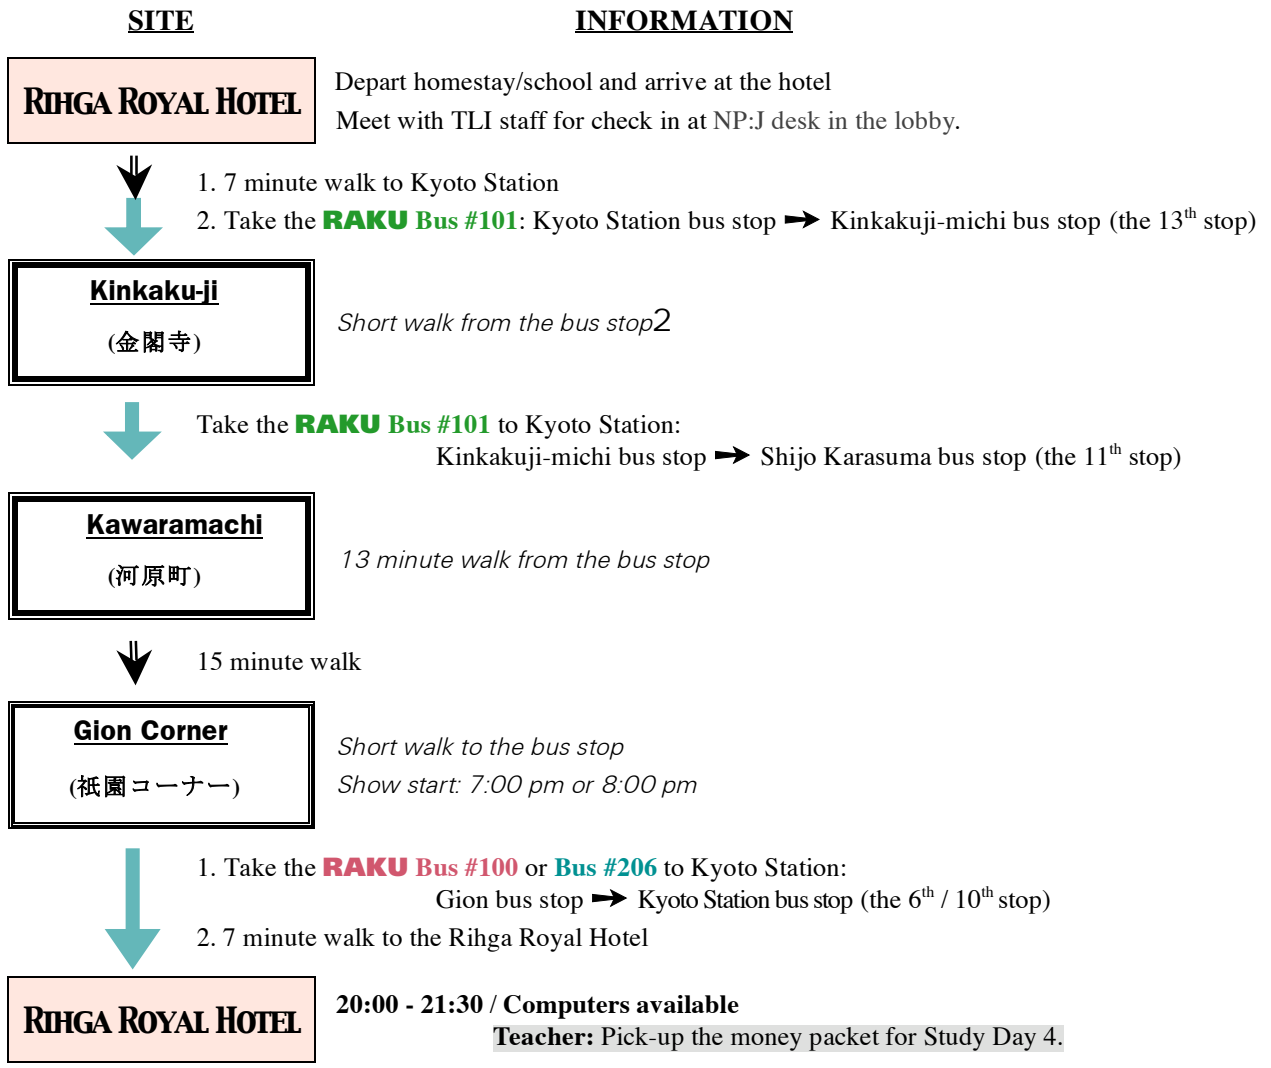 SITE INFORMATION
RIHGA ROYAL HOTEL
Depart homestay/school and arrive at the hotel
Meet with TLI staff for check in at NP:J desk in the lobby.
1. 7 minute walk to Kyoto Station
2. Take the RAKU Bus #101: Kyoto Station bus stop → Kinkakuji-michi bus stop (the 13th stop)
Kinkaku-ji
(金閣寺)
Short walk from the bus stop2
Take the RAKU Bus #101 to Kyoto Station:
Kinkakuji-michi bus stop → Shijo Karasuma bus stop (the 11th stop)
Kawaramachi
(河原町)
13 minute walk from the bus stop
15 minute walk
Gion Corner
(祇園コーナー)
Short walk to the bus stop
Show start: 7:00 pm or 8:00 pm
1. Take the RAKU Bus #100 or Bus #206 to Kyoto Station:
Gion bus stop → Kyoto Station bus stop (the 6th / 10th stop)
2. 7 minute walk to the Rihga Royal Hotel
RIHGA ROYAL HOTEL
20:00 - 21:30 / Computers available
Teacher: Pick-up the money packet for Study Day 4.